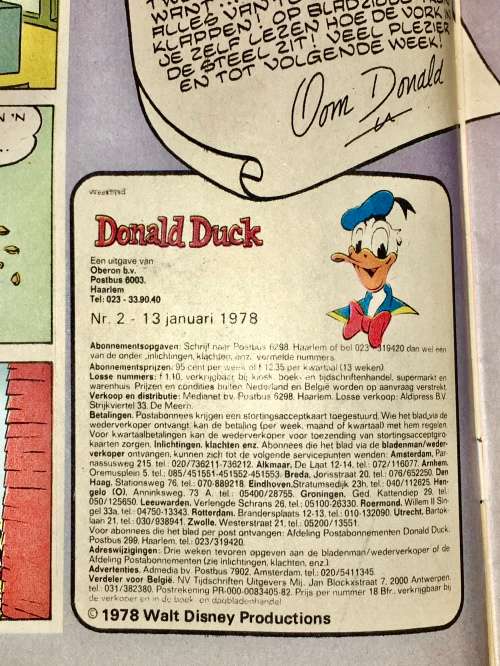 WANT...
ALLES VAN
KLAPPEN! OP BLADZIJDE
JE ZELF LEZEN HOE DE VORK IN
DE STEEL ZIT! VEEL PLEZIER
EN TOT VOLGENDE WEEK!
Oom Donald
N 'N
weekblad
Donald Duck
Een uitgave van
Oberon b.v.
Postbus 6003.
Haarlem
Tel: 023 - 33.90.40
Nr. 2 - 13 januari 1978
Abonnementsopgaven: Schrijf naar Postbus 6298. Haarlem of bel 023-319420 dan wel een
van de onder ,,inlichtingen, klachten, enz. vermelde nummers.
Abonnementsprijzen: 95 cent per week of f 12.35 per kwartaal (13 weken).
Losse nummers: f 1.10, verkrijgbaar bij kiosk, boek- en tijdschriftenhandel, supermarkt en
warenhuis. Prijzen en condities buiten Nederland en Belgie worden op aanvraag verstrekt.
Verkoop en distributie: Medianet b.v. Postbus 6298. Haarlem. Losse verkoop: Aldipress B.V.
Strijkviertel 33. De Meern.
Betalingen. Postabonnees krijgen een stortingsacceptkaart toegestuurd. Wie het blad via de
wederverkoper ontvangt kan de betaling (per week, maand of kwartaal) met hem regelen.
Voor kwartaalbetalingen kan de wederverkoper voor toezending van stortingsacceptgiro
kaarten zorgen. Inlichtingen, klachten enz. Abonnees die het blad via de bladenman/weder-
verkoper ontvangen, kunnen zich tot de volgende servicepunten wenden: Amsterdam, Par-
nassusweg 215 tel. 020/736211-736212. Alkmaar. De Laat 12-14, tel.: 072/116077. Arnhem.
Oremusplein 5. tel.: 085/451551-451552-451553. Breda, Jorisstraat 20, tel.: 076/652250. Den
Haag, Stationsweg 76, tel.: 070-889218. Eindhoven, Stratumsedijk 23h, tel.: 040/112625. Hen-
gelo (O). Anninksweg. 73 A. tel.: 05400/28755. Groningen. Ged. Kattendiep 29. tel.
050/125650. Leeuwarden. Verlengde Schrans 26, tel.: 05100-26330. Roermond. Willem II Sin-
gel 33a, tel.: 04750-13343. Rotterdam. Brandersplaats 12-13, tel.: 010-132090. Utrecht, Bartok-
laan 21, tel.: 030/938941. Zwolle. Westerstraat 21, tel.: 05200/13551.
Voor abonnees die het blad per post ontvangen: Afdeling Postabonnementen Donald Duck.
Postbus 299. Haarlem, tel.: 023/319420.
Adreswijzigingen: Drie weken tevoren opgeven aan de bladenman/wederverkoper of de
Afdeling Postabonnementen (zie inlichtingen, klachten, enz.)
Advertenties. Admedia bv. Postbus 7902. Amsterdam, tel.: 020/5411345.
Verdeler voor België. NV Tijdschriften Uitgevers Mij. Jan Blockxstraat 7, 2000 Antwerpen,
tel.: 031/382380. Postrekening PR-000-0083405-82. Prijs per nummer 18 Bfr., verkrijgbaar bij
de verkoper en in de boek- en dagbladenhandel
© 1978 Walt Disney Productions